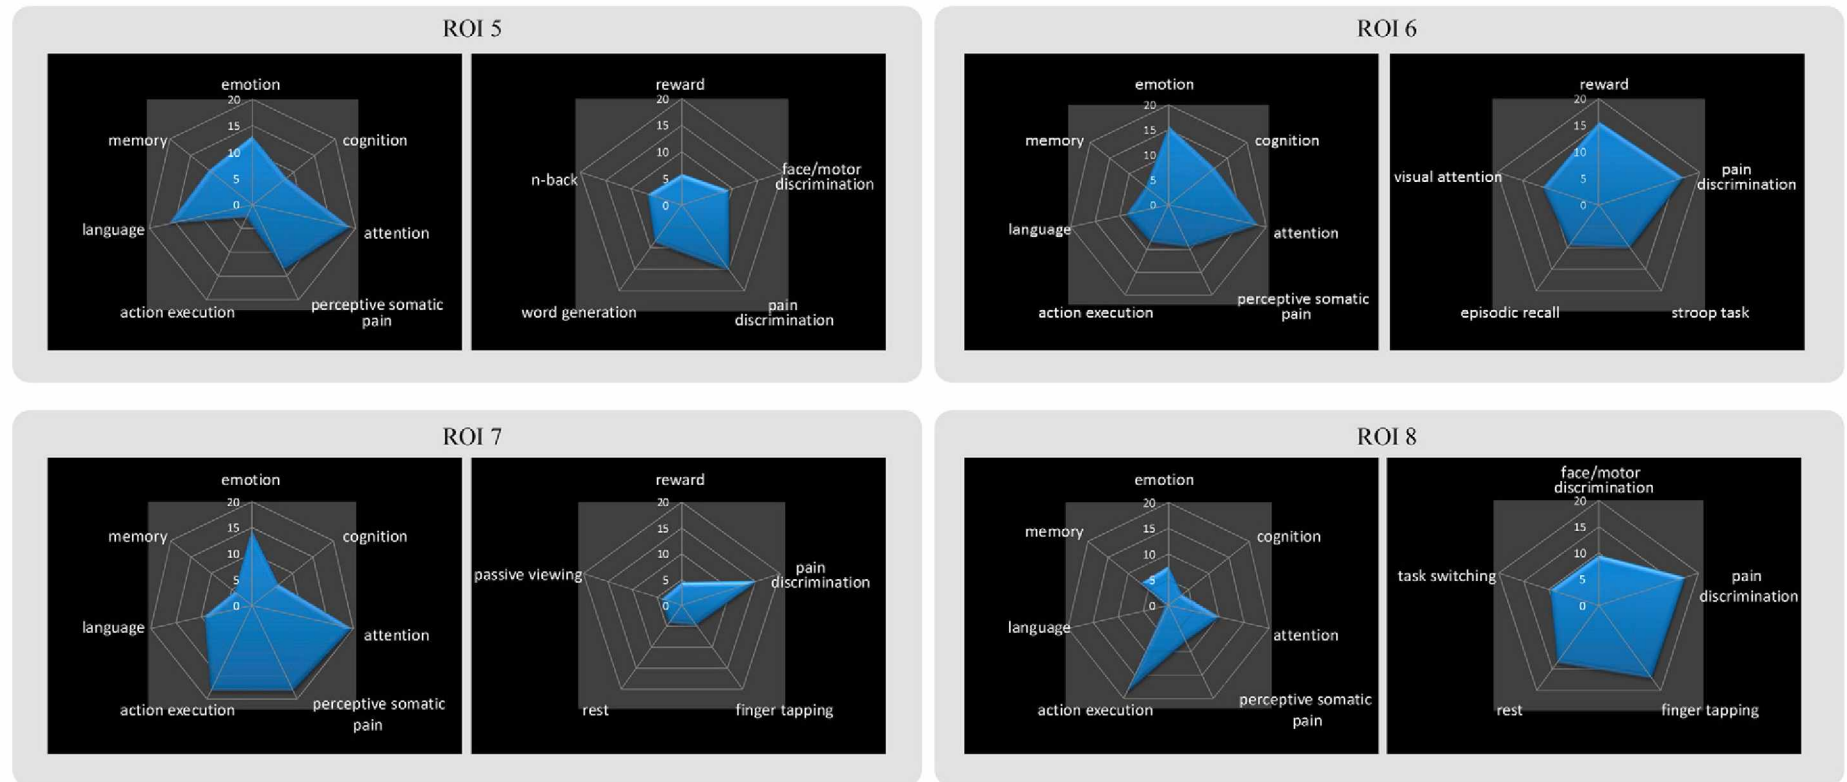 ROI 5
emotion
20
15
10
5
0
memory
cognition
language
attention
action execution
perceptive somatic
pain
reward
20
15
10
5
0
n-back
face/motor
discrimination
word generation
pain
discrimination
ROI 6
emotion
20
15
10
5
0
memory
cognition
language
attention
action execution
perceptive somatic
pain
reward
20
15
10
5
0
visual attention
pain
discrimination
episodic recall
stroop task
ROI 7
emotion
20
15
10
5
0
memory
cognition
language
attention
action execution
perceptive somatic
pain
reward
20
15
10
5
0
passive viewing
pain
discrimination
rest
finger tapping
ROI 8
emotion
20
15
10
5
0
memory
cognition
language
attention
action execution
perceptive somatic
pain
face/motor
discrimination
20
15
10
5
0
task switching
pain
discrimination
rest
finger tapping